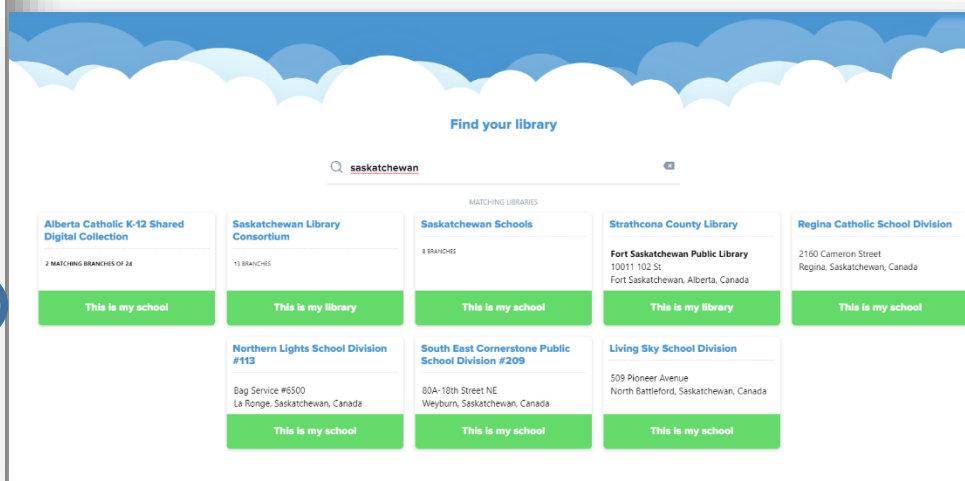 Find your library
saskatchewan
MATCHING LIBRARIES
Alberta Catholic K-12 Shared
Digital Collection
2 MATCHING BRANCHES OF 24
This is my school
Saskatchewan Library
Consortium
13 BRANCHES
This is my library
Saskatchewan Schools
8 BRANCHES
This is my school
Strathcona County Library
Fort Saskatchewan Public Library
10011 102 St
Fort Saskatchewan, Alberta, Canada
This is my library
Regina Catholic School Division
2160 Cameron Street
Regina, Saskatchewan, Canada
This is my school
Northern Lights School Division
#113
Bag Service #6500
La Ronge, Saskatchewan, Canada
This is my school
South East Cornerstone Public
School Division #209
80A-18th Street NE
Weyburn, Saskatchewan, Canada
This is my school
Living Sky School Division
509 Pioneer Avenue
North Battleford, Saskatchewan, Canada
This is my school